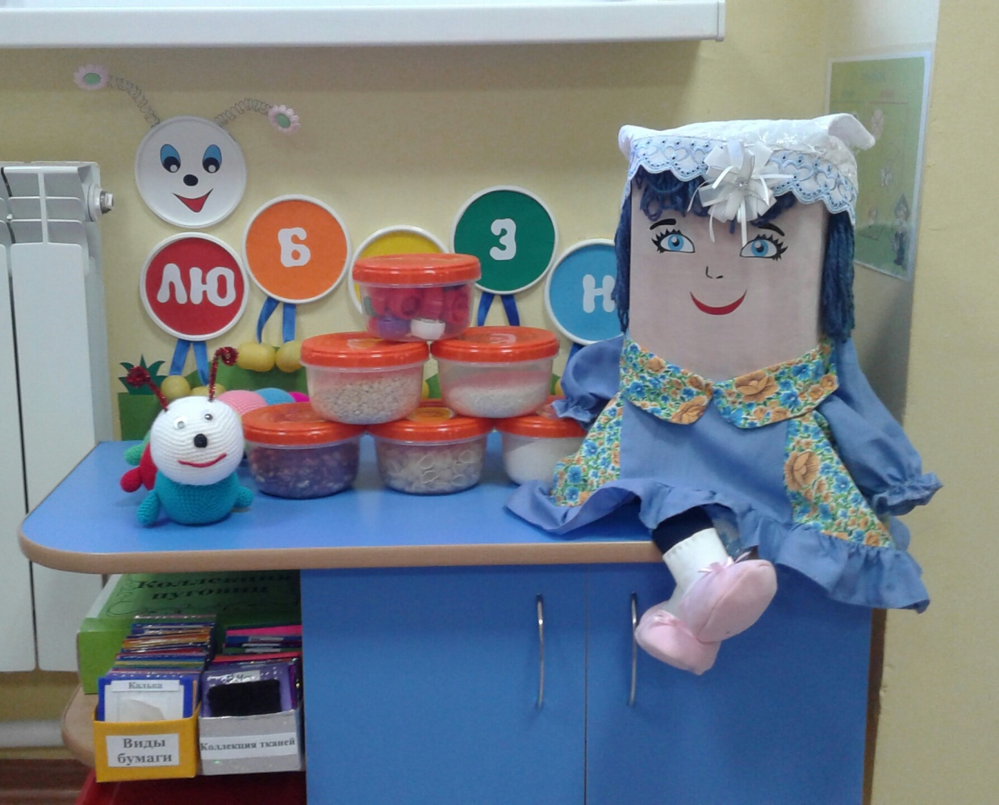 ЛЮ
Б
З
Н
Коллекция
пуговиц
Калька
Виды
бумаги
Коллекция тканей